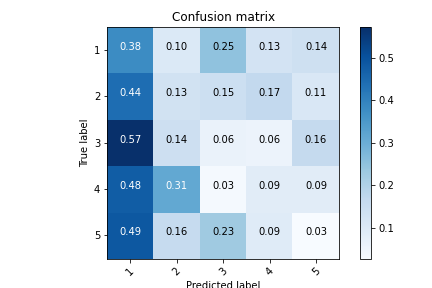 Confusion matrix
1 0.38 0.10 0.25 0.13 0.14
2 0.44 0.13 0.15 0.17 0.11
3 0.57 0.14 0.06 0.06 0.16
4 0.48 0.31 0.03 0.09 0.09
5 0.49 0.16 0.23 0.09 0.03
1 2 3 4 5
True label
Predicted label
0.5
0.4
0.3
0.2
0.1